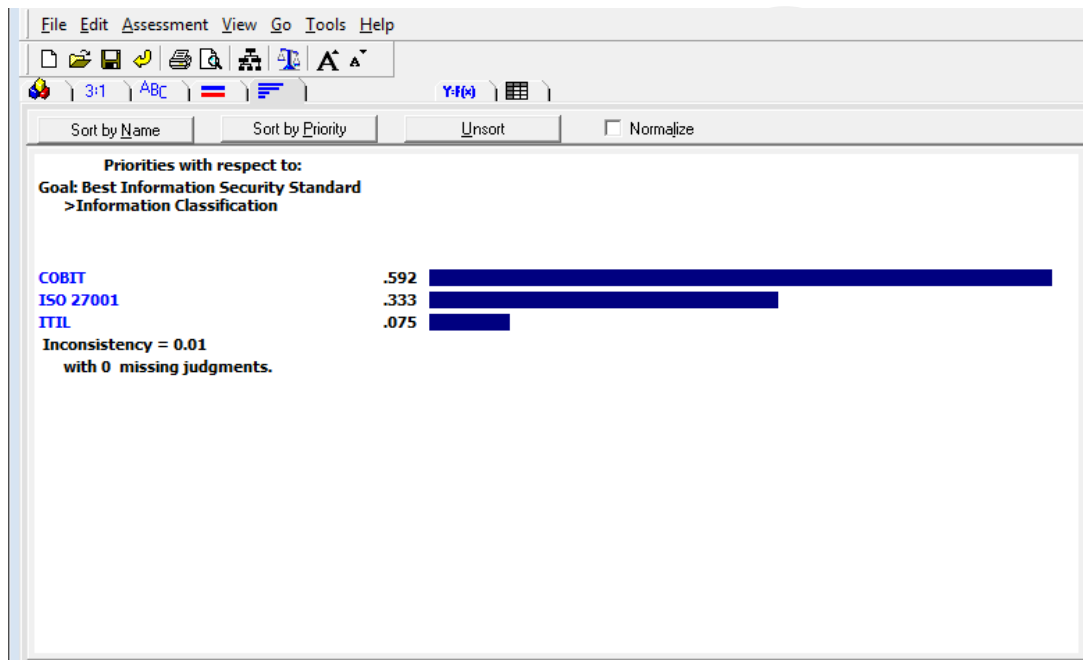 File Edit Assessment View Go Tools Help
A A
3:1 ABC Y=F(x)
Sort by Name Sort by Priority Unsort Normalize
Priorities with respect to:
Goal: Best Information Security Standard
>Information Classification
COBIT .592
ISO 27001 .333
ITIL .075
Inconsistency = 0.01
with 0 missing judgments.